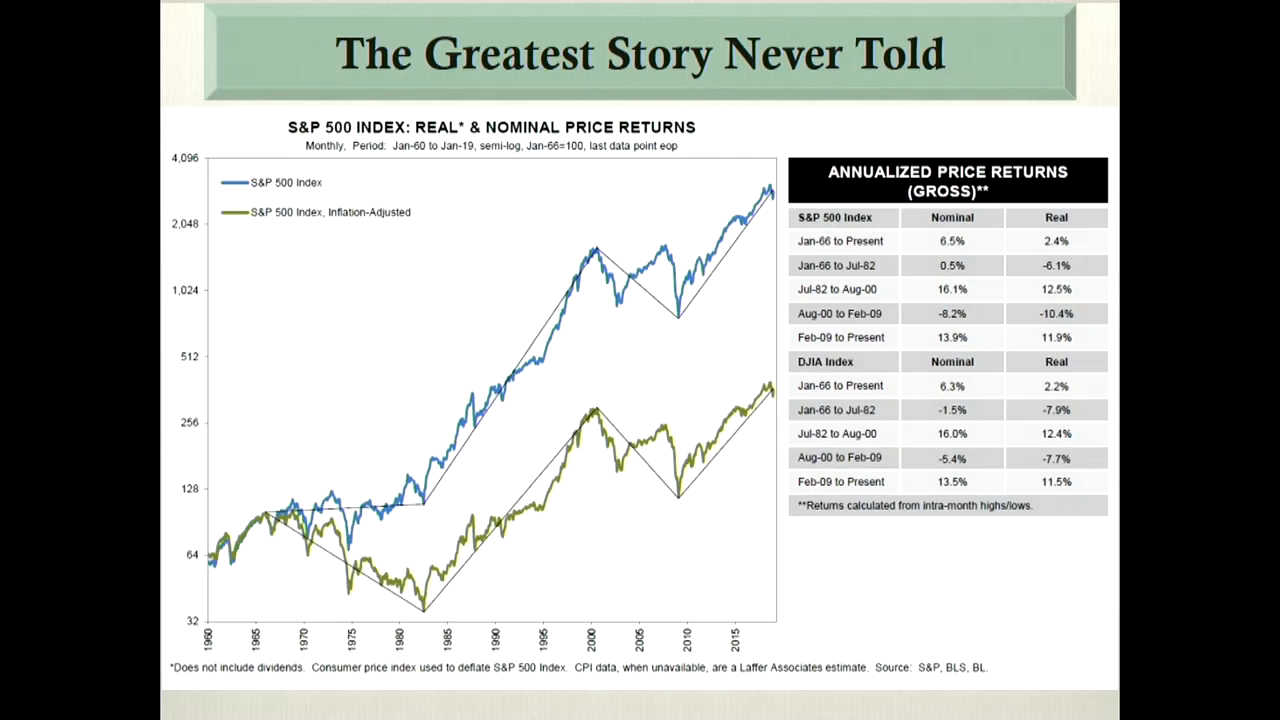 The Greatest Story Never Told
S&P 500 INDEX: REAL* & NOMINAL PRICE RETURNS
Monthly, Period: Jan-60 to Jan-19, semi-log, Jan-66=100, last data point eop
4,096
2,048
1,024
512
256
128
64
32
S&P 500 Index
S&P 500 Index, Inflation-Adjusted
1960 1965 1970 1975 1980 1985 1990 1995 2000 2005 2010 2015
ANNUALIZED PRICE RETURNS
(GROSS)**
S&P 500 Index Nominal Real
Jan-66 to Present 6.5% 2.4%
Jan-66 to Jul-82 0.5% -6.1%
Jul-82 to Aug-00 16.1% 12.5%
Aug-00 to Feb-09 -8.2% -10.4%
Feb-09 to Present 13.9% 11.9%
DJIA Index Nominal Real
Jan-66 to Present 6.3% 2.2%
Jan-66 to Jul-82 -1.5% -7.9%
Jul-82 to Aug-00 16.0% 12.4%
Aug-00 to Feb-09 -5.4% -7.7%
Feb-09 to Present 13.5% 11.5%
**Returns calculated from intra-month highs/lows.
*Does not include dividends. Consumer price index used to deflate S&P 500 Index. CPI data, when unavailable, are a Laffer Associates estimate. Source: S&P, BLS, BL.